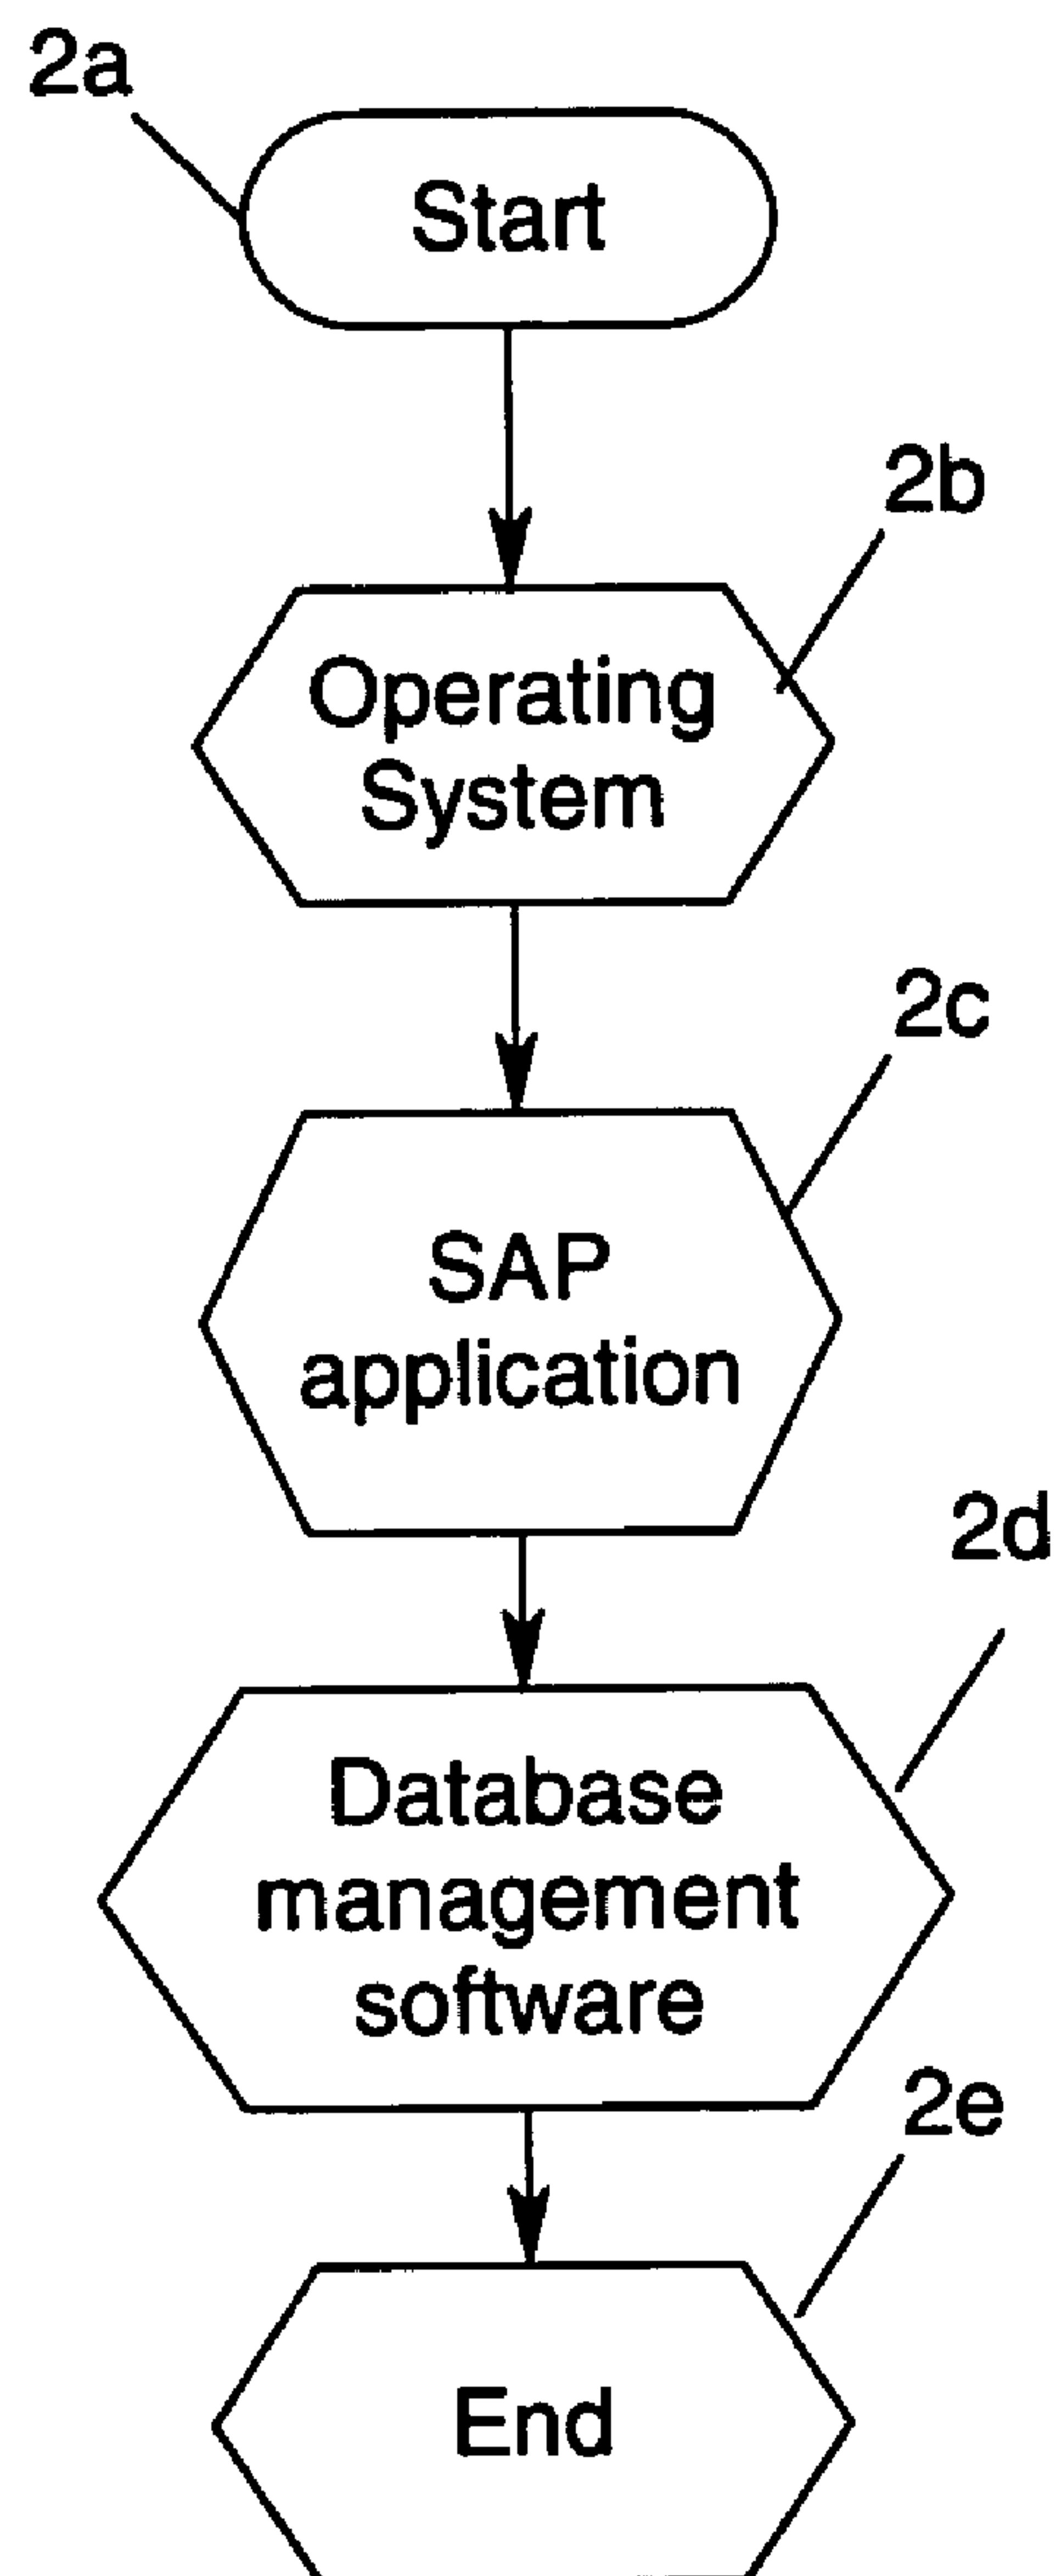 2a
Start
2b
Operating
System
2c
SAP
application
2d
Database
management
software
2e
End